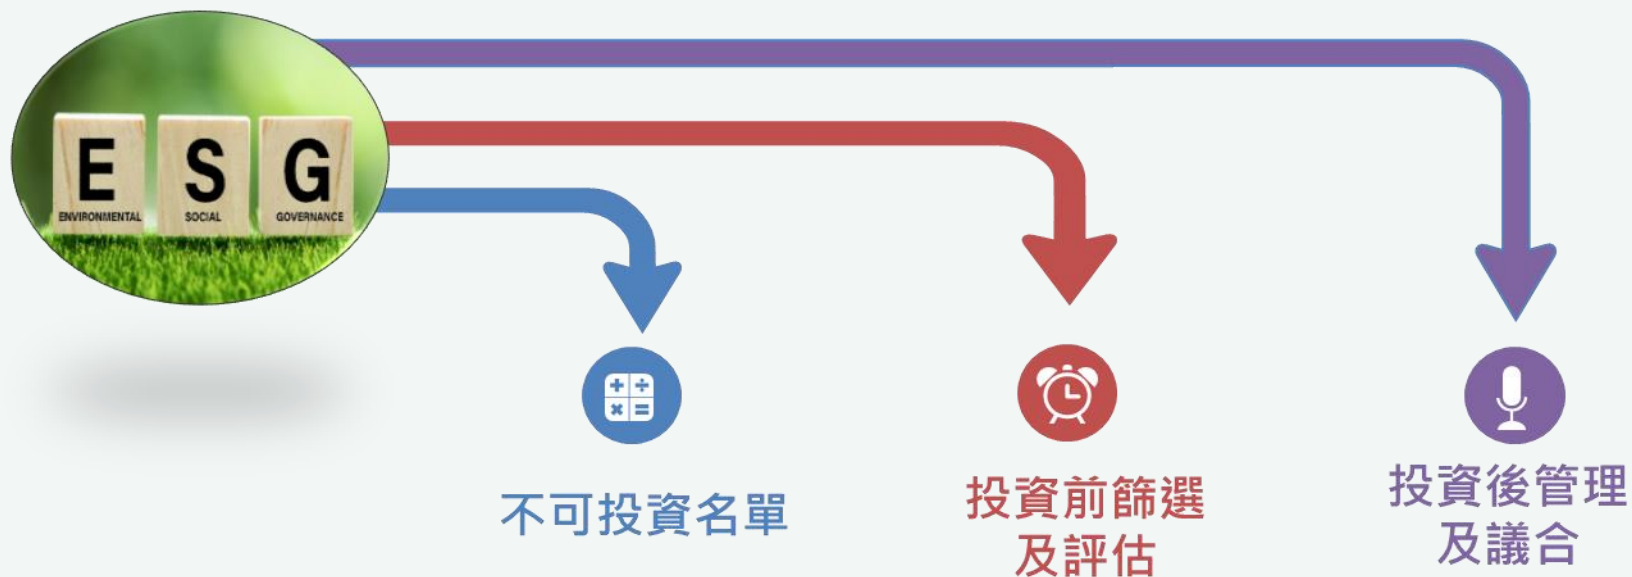 E
ENVIRONMENTAL
S
SOCIAL
G
GOVERNANCE
不可投資名單
投資前篩選
及評估
投資後管理
及議合